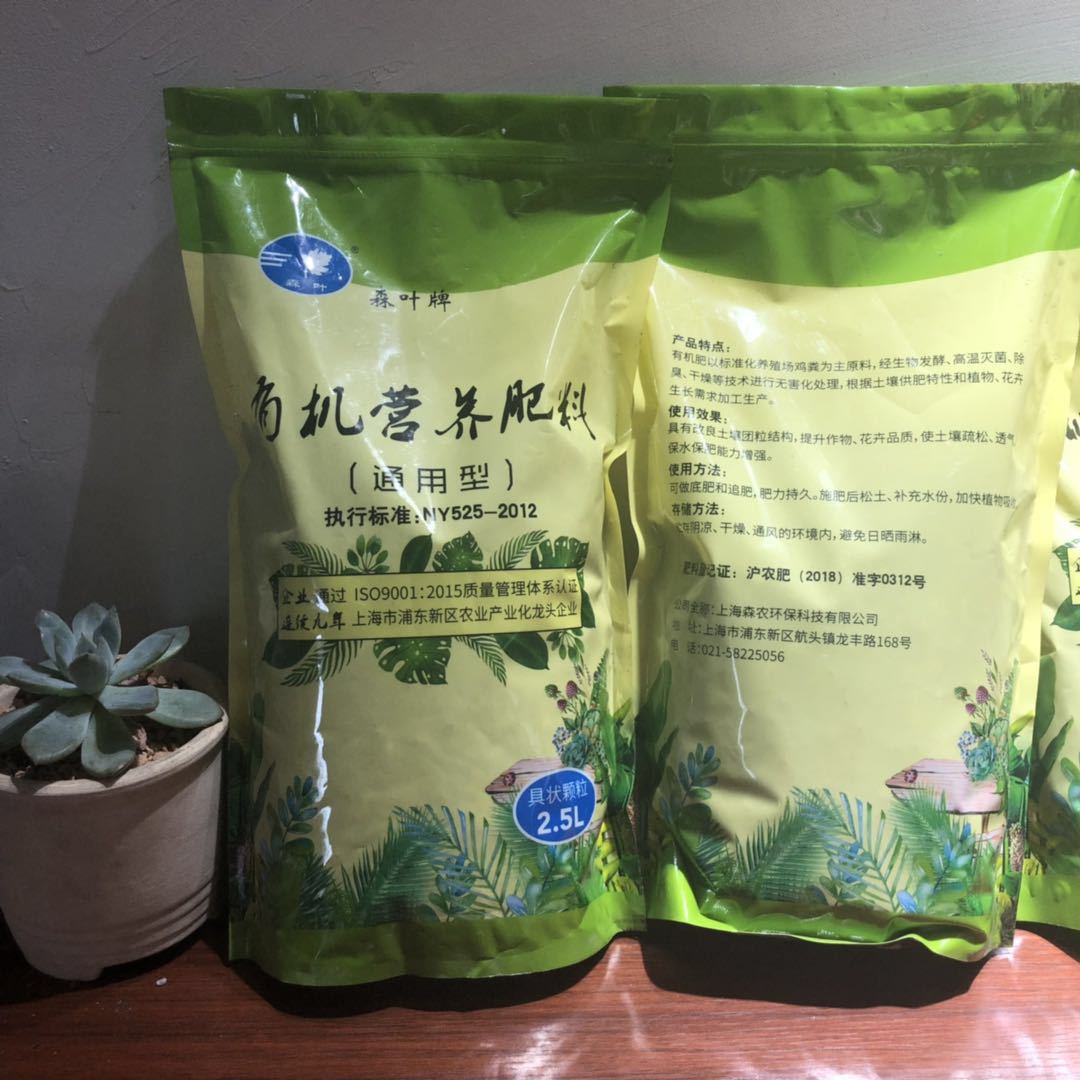 森叶
®
森叶牌
有机营养肥料
(通用型)
执行标准:NY525-2012
企业通过 ISO9001:2015质量管理体系认证
连续九年 上海市浦东新区农业产业化龙头企业
具状颗粒
2.5L
产品特点:
有机肥以标准化养殖场鸡粪为主原料,经生物发酵、高温灭菌、除
臭、干燥等技术进行无害化处理,根据土壤供肥特性和植物、花卉
生长需求加工生产。
使用效果:
具有改良土壤团粒结构,提升作物、花卉品质,使土壤疏松、透气
保水保肥能力增强。
使用方法:
可做底肥和追肥,肥力持久。施肥后松土、补充水份,加快植物吸收
存储方法:
存阴凉、干燥、通风的环境内,避免日晒雨淋。
肥料登记证:沪农肥(2018)准字0312号
公司全称:上海森农环保科技有限公司
地 址:上海市浦东新区航头镇龙丰路168号
电 话:021-58225056